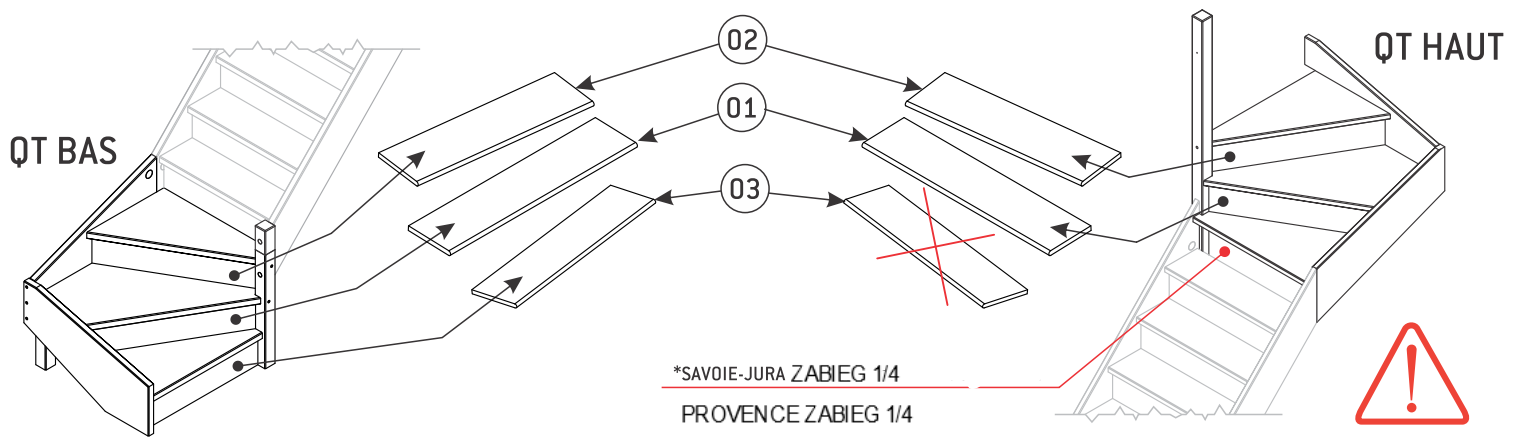 QT BAS
02
01
03
QT HAUT
*SAVOIE-JURA ZABIEG 1/4
PROVENCE ZABIEG 1/4
!